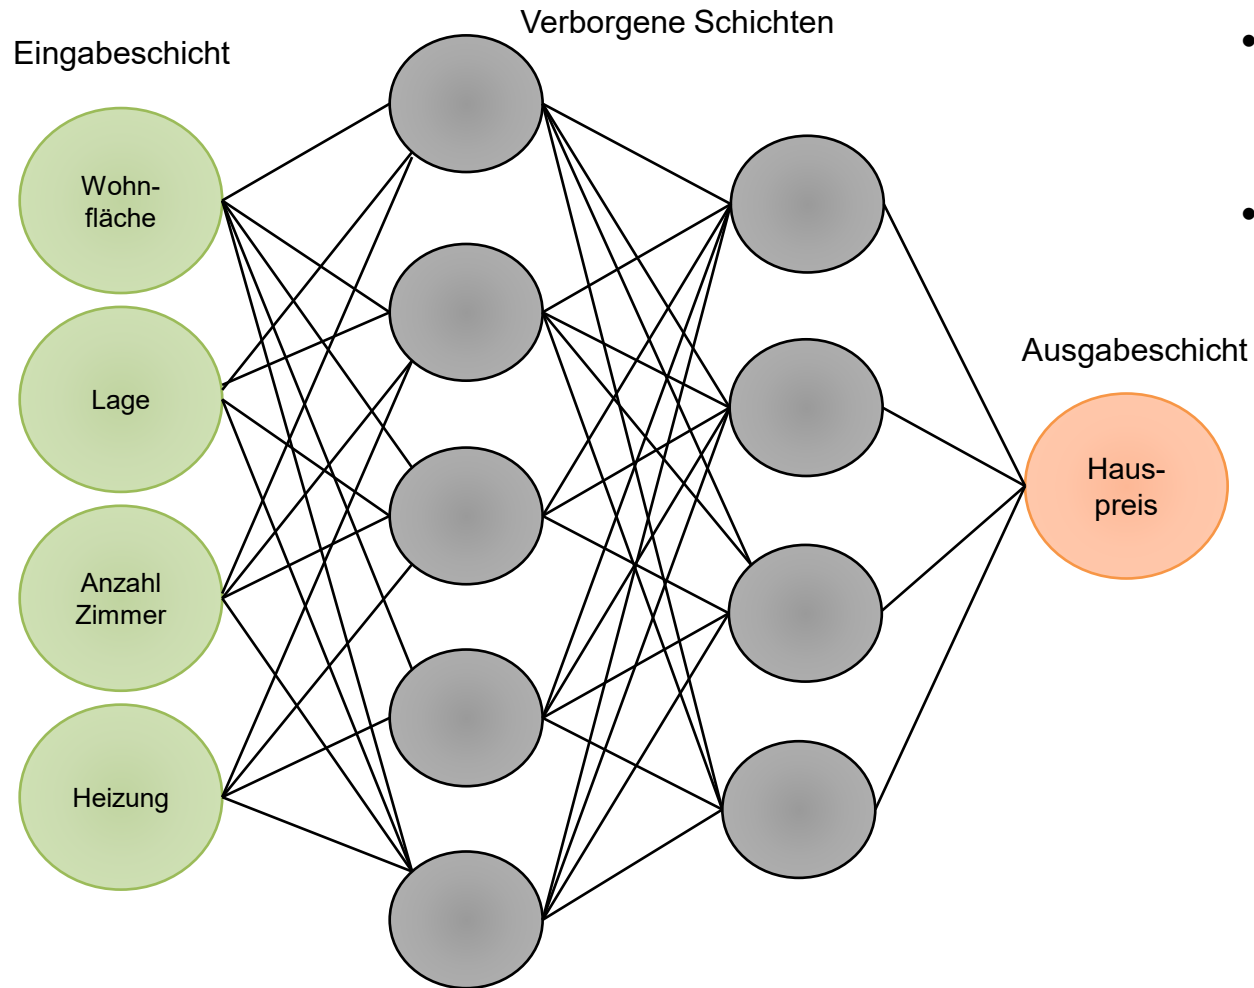 Verborgene Schichten
Eingabeschicht
Wohn-
fläche
Lage
Anzahl
Zimmer
Heizung
Ausgabeschicht
Haus-
preis
•
•